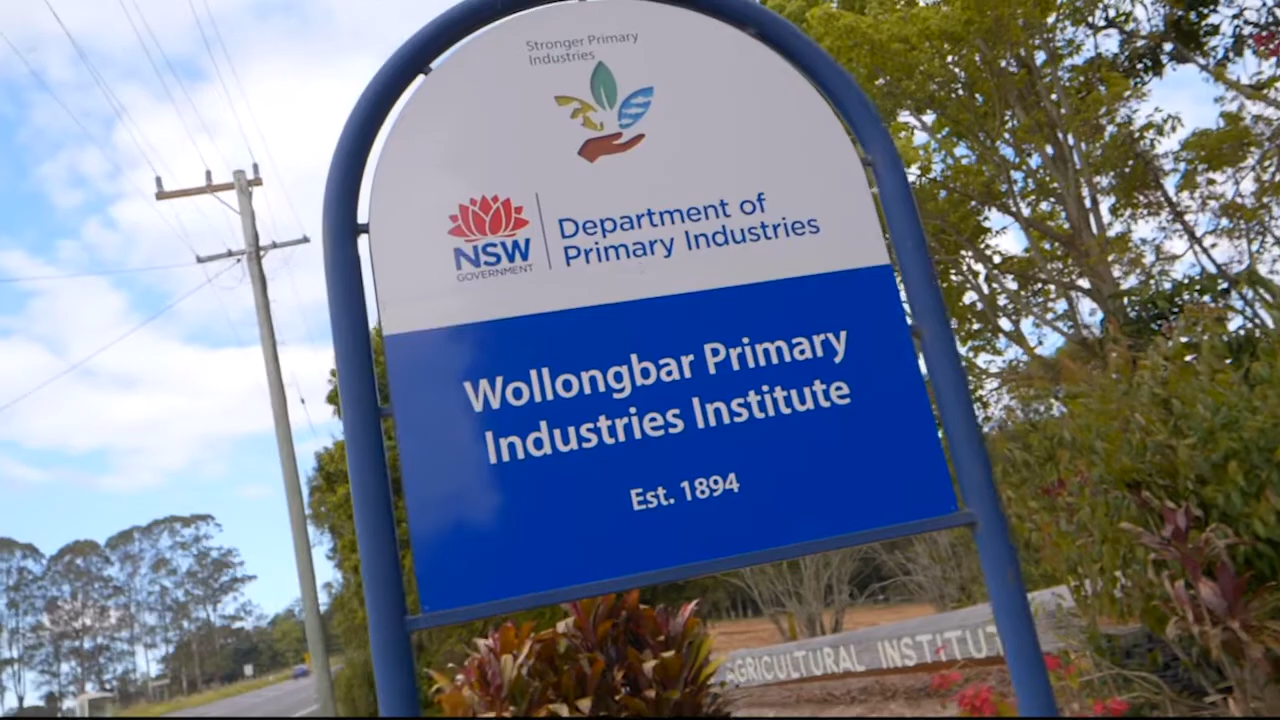 Stronger Primary
Industries
NSW
GOVERNMENT
Department of
Primary Industries
Wollongbar Primary
Industries Institute
Est. 1894
AGRICULTURAL INSTITUT